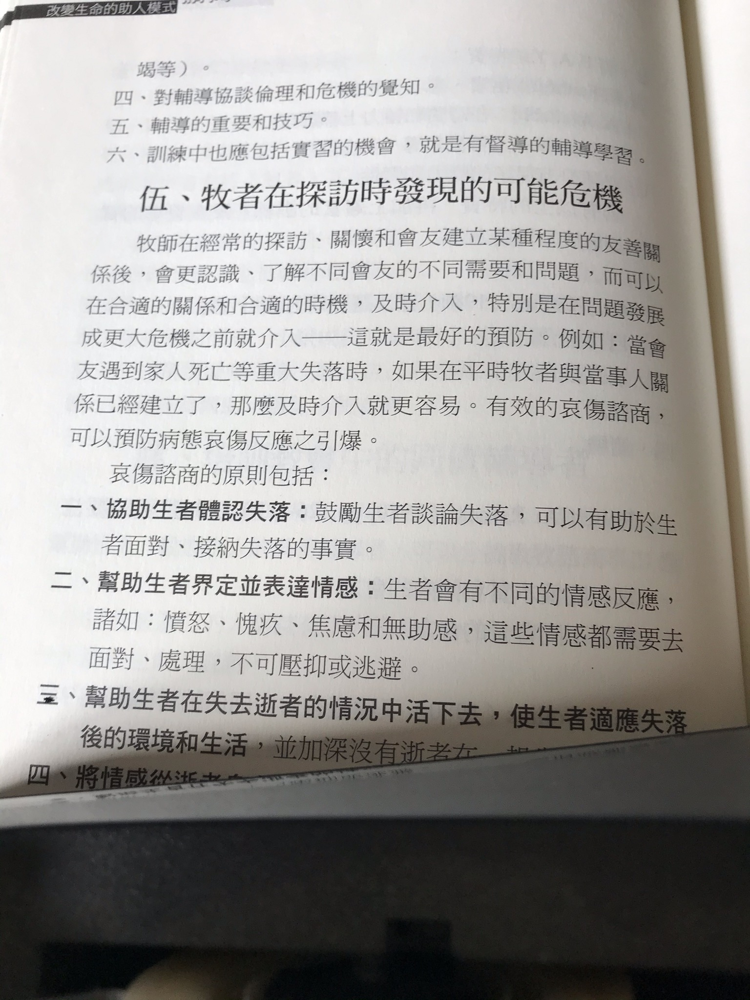 改變生命的助人模式
竭等）。
四、對輔導協談倫理和危機的覺知。
五、輔導的重要和技巧。
六、訓練中也應包括實習的機會，就是有督導的輔導學習。
伍、牧者在探訪時發現的可能危機
牧師在經常的探訪、關懷和會友建立某種程度的友善關
係後，會更認識、了解不同會友的不同需要和問題，而可以
在合適的關係和合適的時機，及時介入，特別是在問題發展
成更大危機之前就介入——這就是最好的預防。例如：當會
友遇到家人死亡等重大失落時，如果在平時牧者與當事人關
係已經建立了，那麼及時介入就更容易。有效的哀傷諮商，
可以預防病態哀傷反應之引爆。
哀傷諮商的原則包括：
一、協助生者體認失落：鼓勵生者談論失落，可以有助於生
者面對、接納失落的事實。
二、幫助生者界定並表達情感：生者會有不同的情感反應，
諸如：憤怒、愧疚、焦慮和無助感，這些情感都需要去
面對、處理，不可壓抑或逃避。
三、幫助生者在失去逝者的情況中活下去，使生者適應失落
後的環境和生活，並加深沒有逝者在
四、將情感從逝者